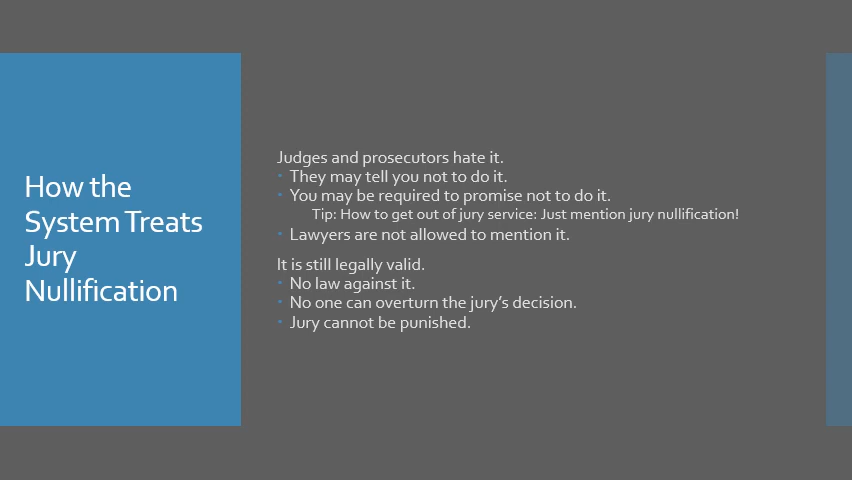 How the
System Treats
Jury
Nullification
Judges and prosecutors hate it.
They may tell you not to do it.
You may be required to promise not to do it.
Tip: How to get out of jury service: Just mention jury nullification!
Lawyers are not allowed to mention it.
It is still legally valid.
No law against it.
No one can overturn the jury’s decision.
Jury cannot be punished.